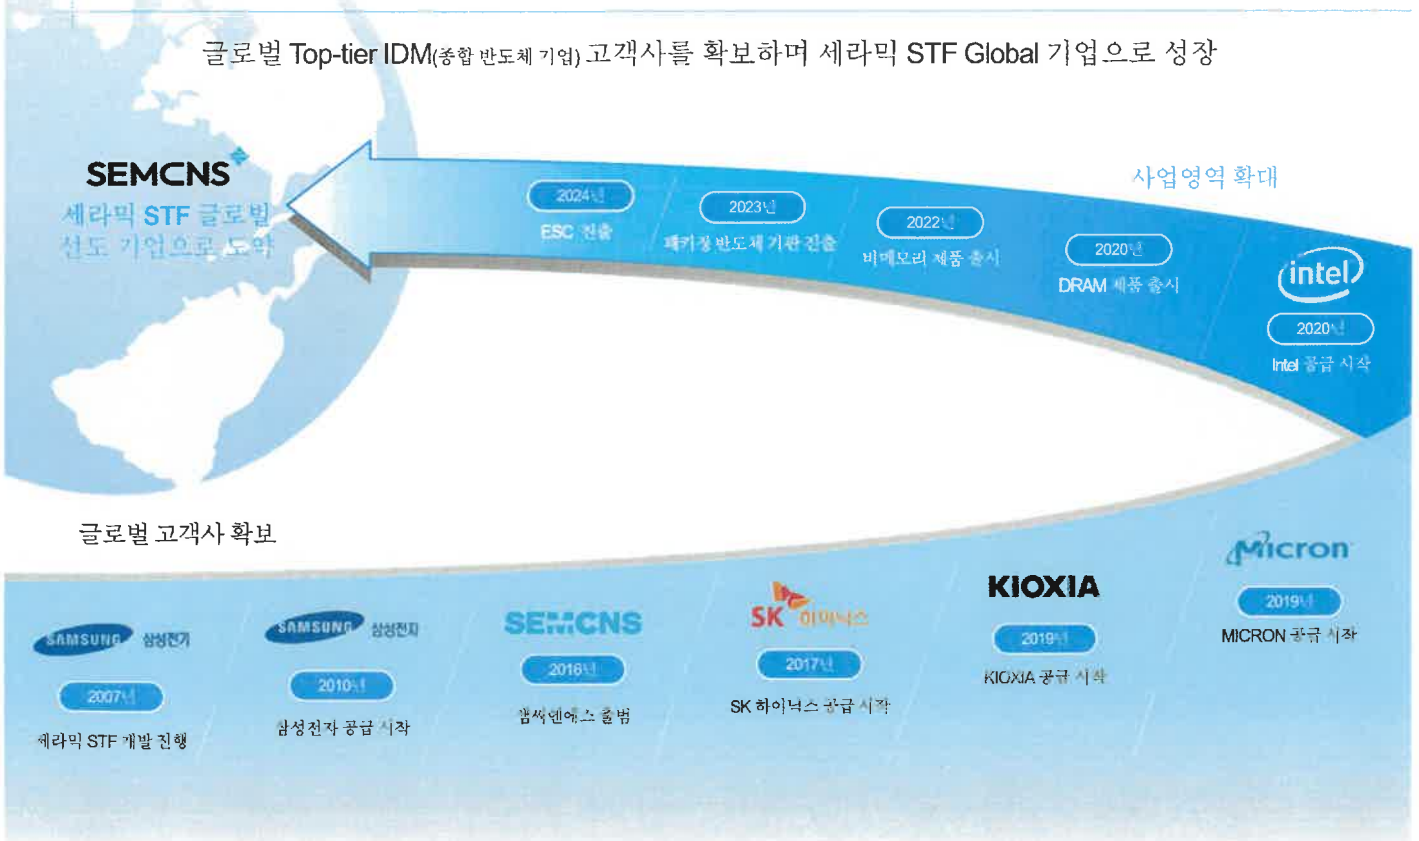 글로벌 Top-tier IDM(종합 반도체 기업) 고객사를 확보하며 세라믹 STF Global 기업으로 성장
SEMCNS
세라믹 STF 글로벌
선도 기업으로 도약
사업영역 확대
2024년
ESC 진출
2023년
패키징 반도체 기판 진출
2022년
비메모리 제품 출시
2020년
DRAM 제품 출시
intel
2020년
Intel 공급 시작
글로벌 고객사 확보
SAMSUNG 삼성전기
2007년
세라믹 STF 개발 진행
SAMSUNG 삼성전자
2010년
삼성전자 공급 시작
SEMCNS
2016년
샘씨엔에스 출범
SK 하이닉스
2017년
SK 하이닉스 공급 시작
KIOXIA
2019년
KIOXIA 공급 시작
Micron
2019년
MICRON 공급 시작